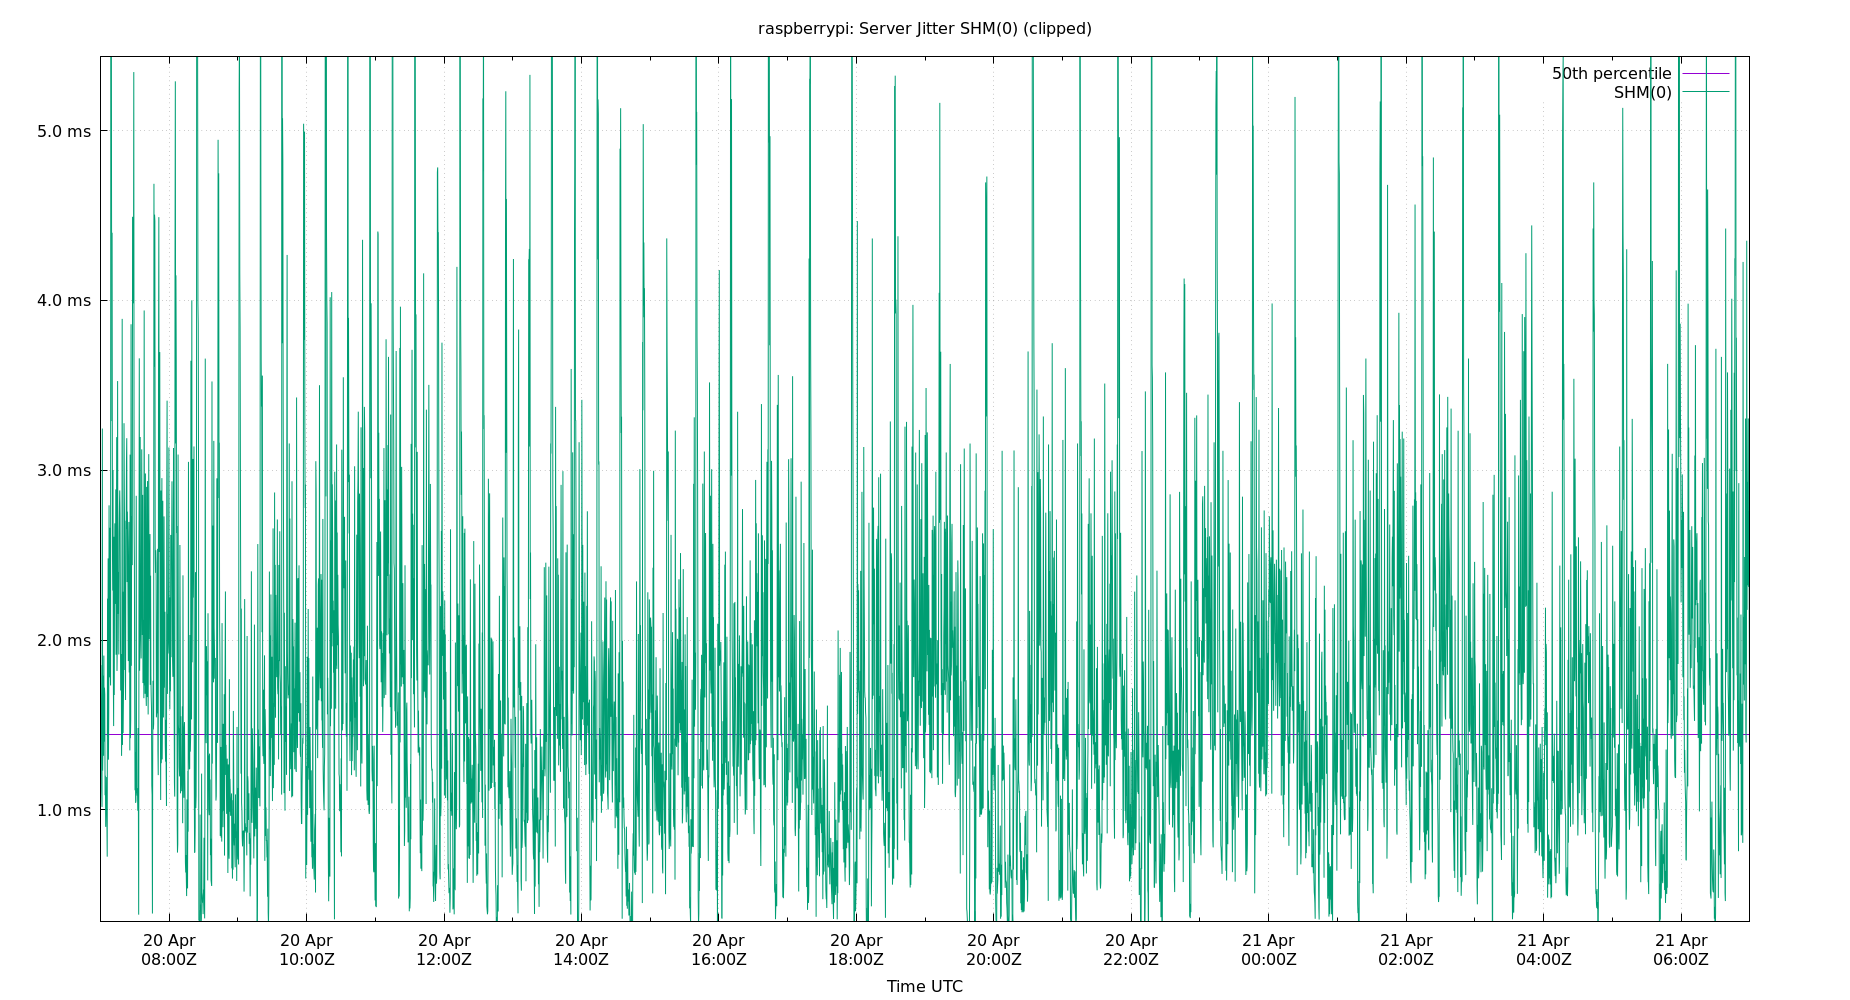 raspberrypi: Server Jitter SHM(0) (clipped)
50th percentile
SHM(0)
5.0 ms
4.0 ms
3.0 ms
2.0 ms
1.0 ms
20 Apr 20 Apr 20 Apr 20 Apr 20 Apr 20 Apr 20 Apr 20 Apr 21 Apr 21 Apr 21 Apr 21 Apr
08:00Z 10:00Z 12:00Z 14:00Z 16:00Z 18:00Z 20:00Z 22:00Z 00:00Z 02:00Z 04:00Z 06:00Z
Time UTC